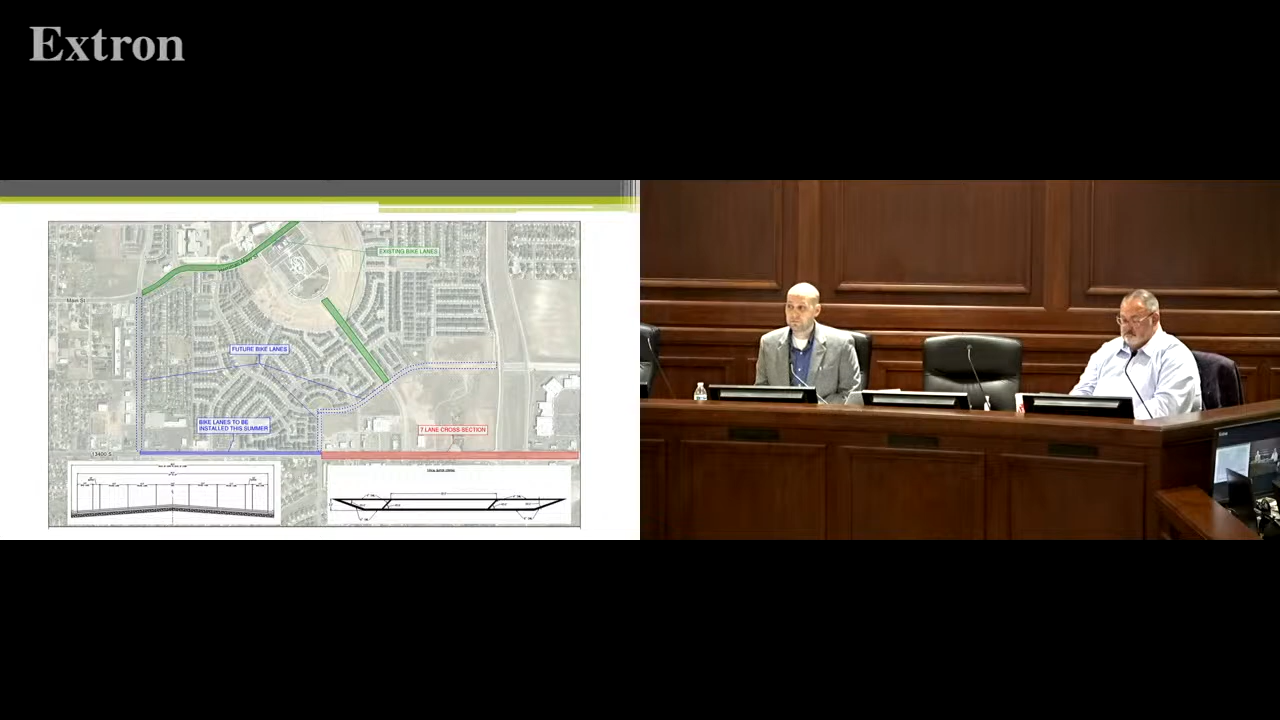 Extron
EXISTING BIKE LANES
Main St
FUTURE BIKE LANES
BIKE LANES TO BE
INSTALLED THIS SUMMER
7 LANE CROSS-SECTION
13400 S